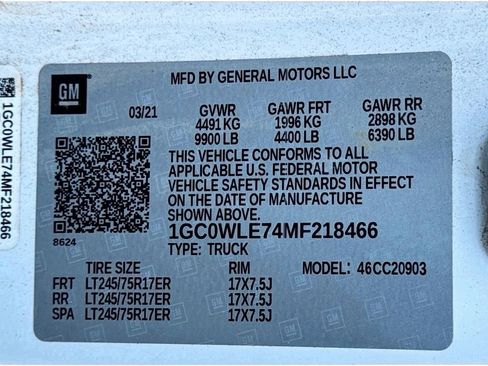 1GC0WLE74MF218466
GM
MFD BY GENERAL MOTORS LLC
03/21 GVWR GAWR FRT GAWR RR
4491 KG 1996 KG 2898 KG
9900 LB 4400 LB 6390 LB
THIS VEHICLE CONFORMS TO ALL
APPLICABLE U.S. FEDERAL MOTOR
VEHICLE SAFETY STANDARDS IN EFFECT
ON THE DATE OF MANUFACTURE
SHOWN ABOVE.
8624
1GC0WLE74MF218466
TYPE: TRUCK
TIRE SIZE RIM MODEL: 46CC20903
FRT LT245/75R17ER 17X7.5J
RR LT245/75R17ER 17X7.5J
SPA LT245/75R17ER 17X7.5J